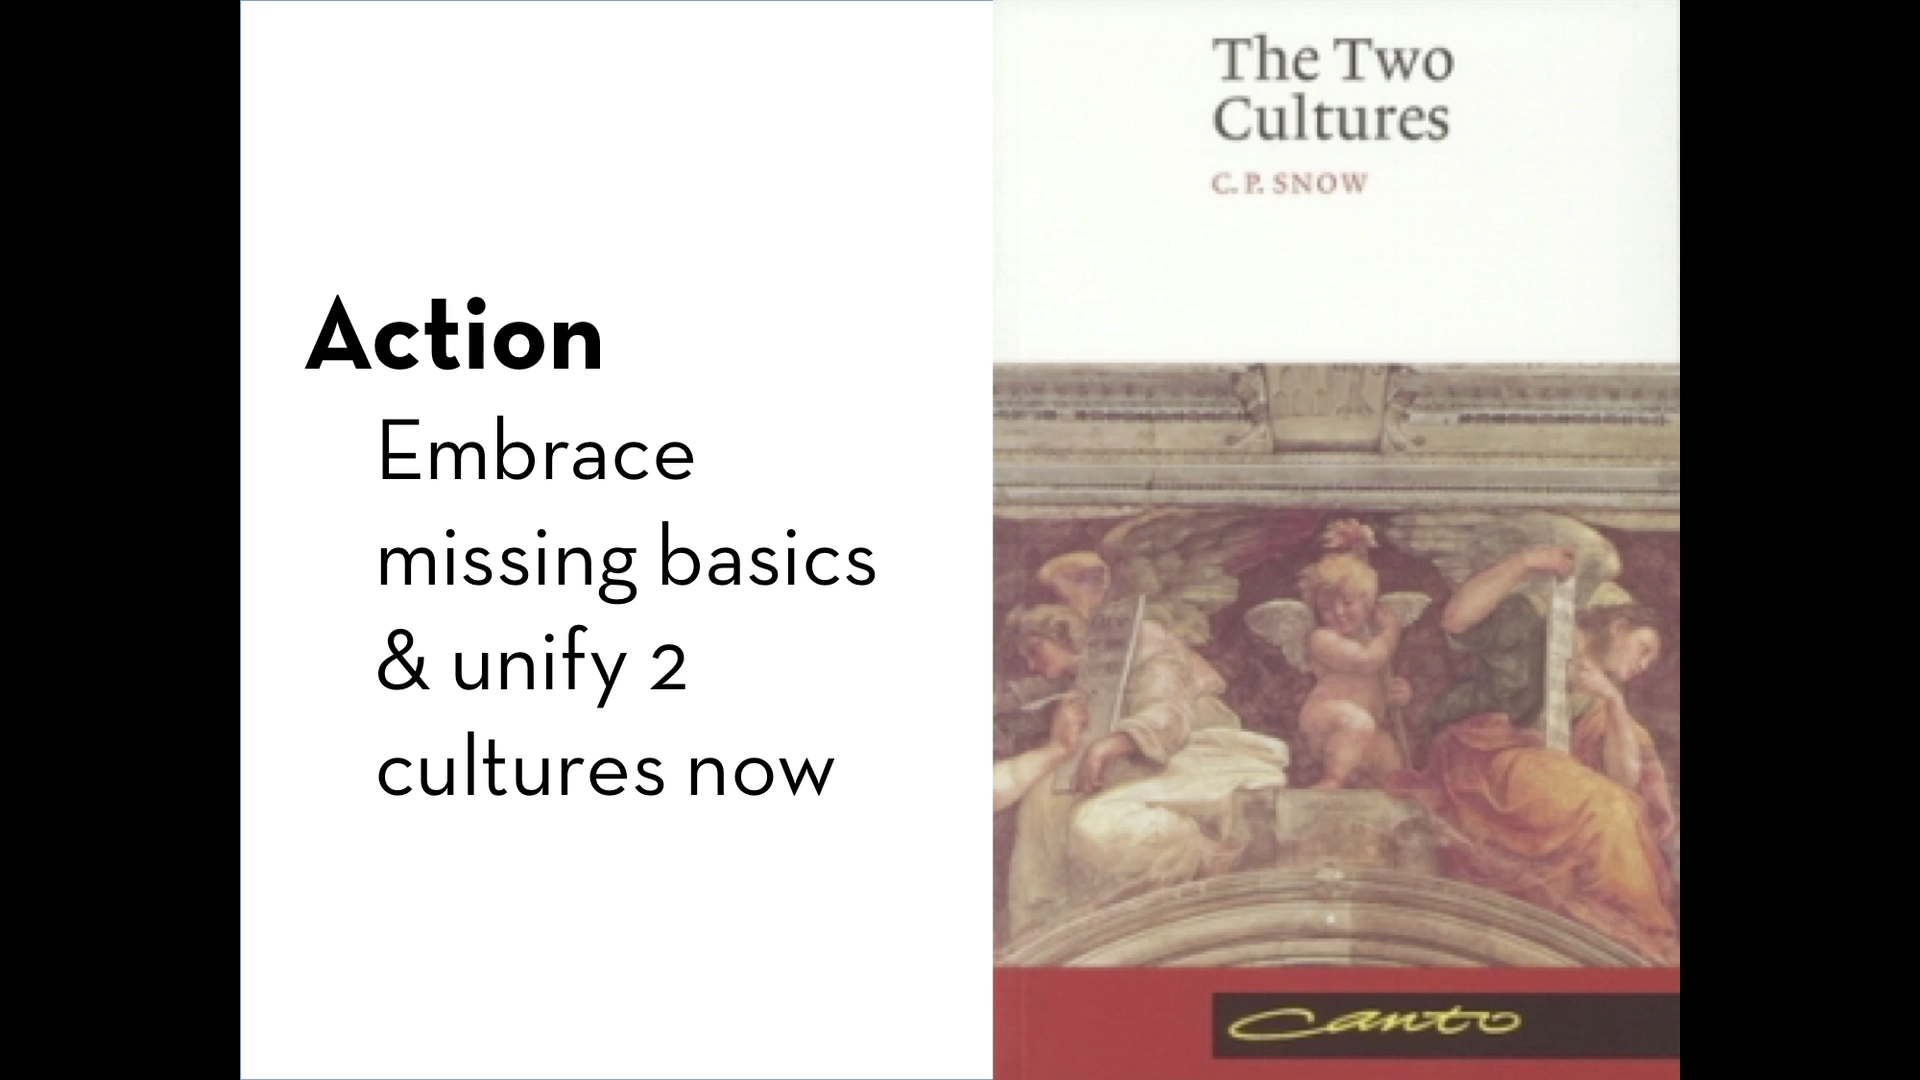 Action
Embrace
missing basics
& unify 2
cultures now
The Two
Cultures
C. P. SNOW
Canto